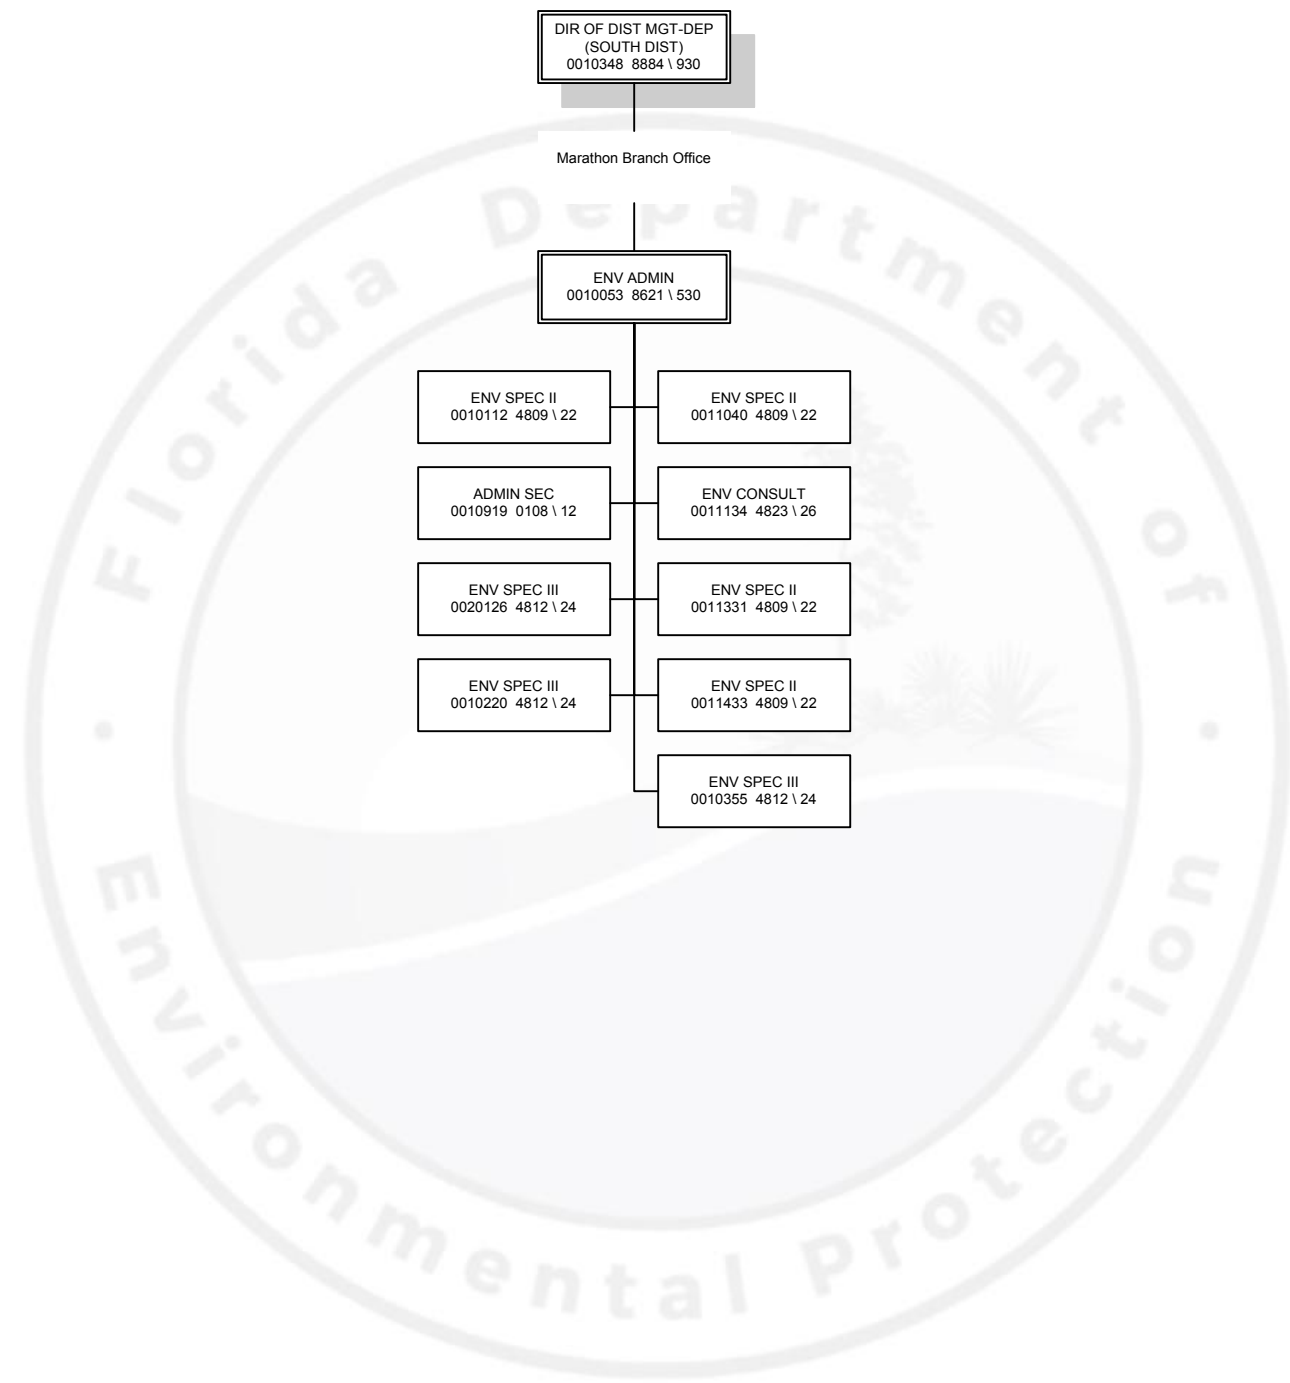 DIR OF DIST MGT-DEP
(SOUTH DIST)
0010348 8884 \ 930
Marathon Branch Office
ENV ADMIN
0010053 8621 \ 530
ENV SPEC II
0010112 4809 \ 22
ENV SPEC II
0011040 4809 \ 22
ADMIN SEC
0010919 0108 \ 12
ENV CONSULT
0011134 4823 \ 26
ENV SPEC III
0020126 4812 \ 24
ENV SPEC II
0011331 4809 \ 22
ENV SPEC III
0010220 4812 \ 24
ENV SPEC II
0011433 4809 \ 22
ENV SPEC III
0010355 4812 \ 24
Florida Department of
Environmental Protection